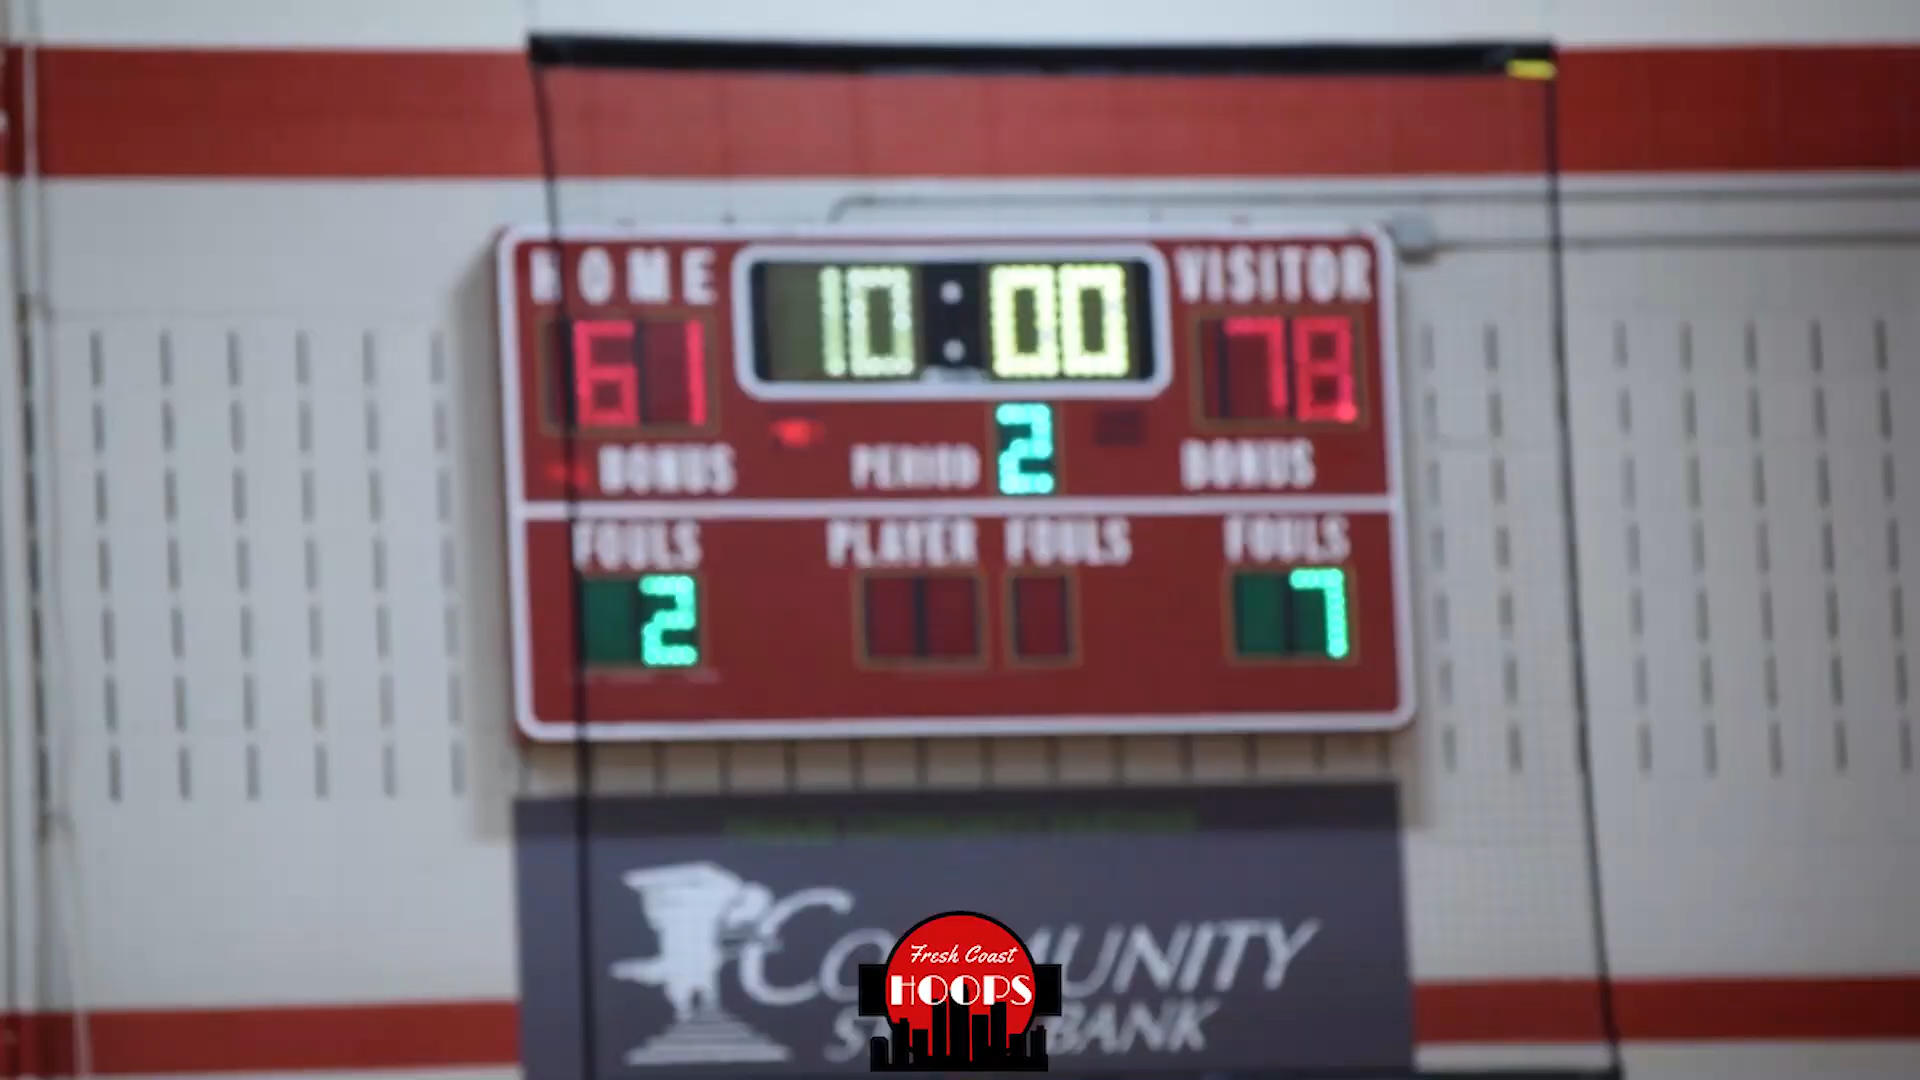 HOME 10:00 VISITOR
61 78
BONUS PERIOD 2 BONUS
FOULS PLAYER FOULS FOULS
2 7
COMMUNITY
BANK
Fresh Coast
HOOPS